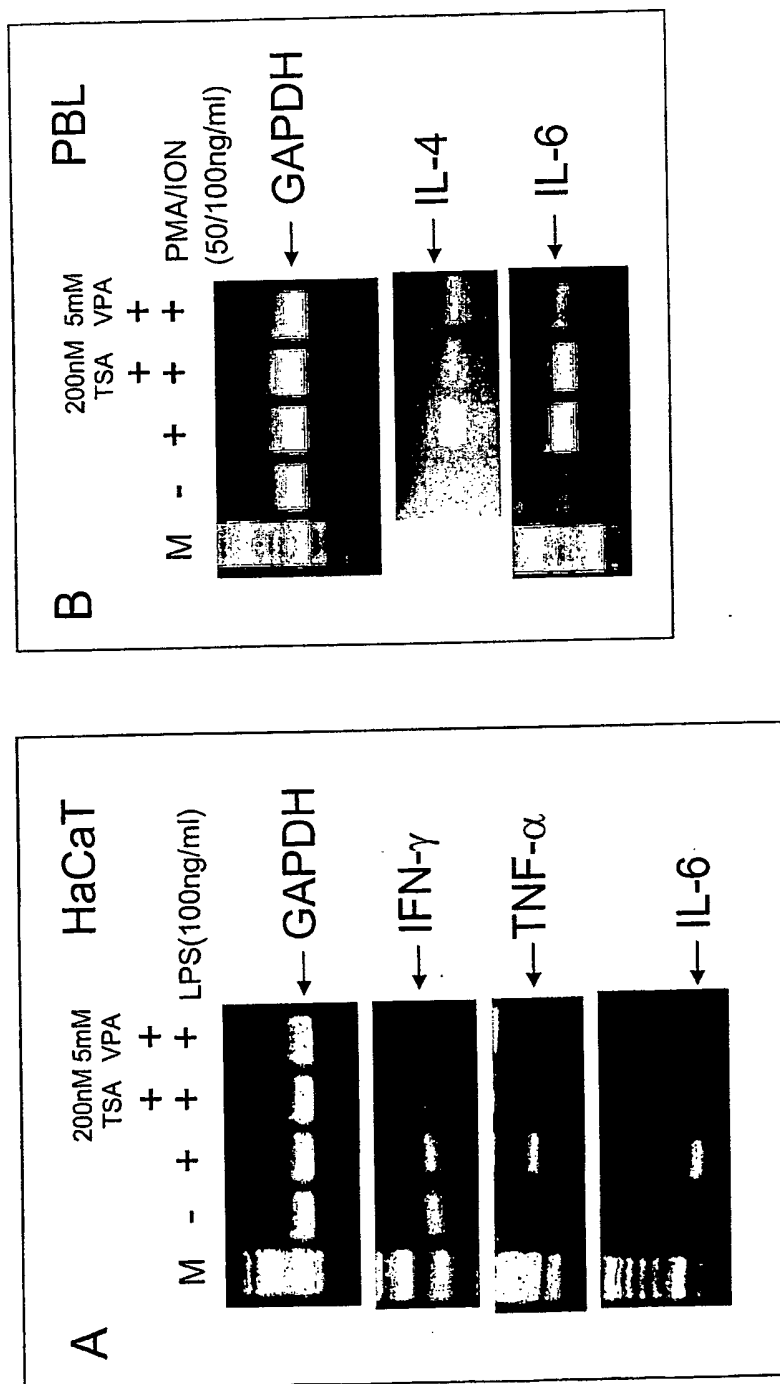 A
HaCaT
200nM 5mM
TSA VPA
+ +
M - + + + LPS(100ng/ml)
GAPDH
IFN-γ
TNF-α
IL-6
B
PBL
200nM 5mM
TSA VPA
+ +
M - + + + PMA/ION
(50/100ng/ml)
GAPDH
IL-4
IL-6